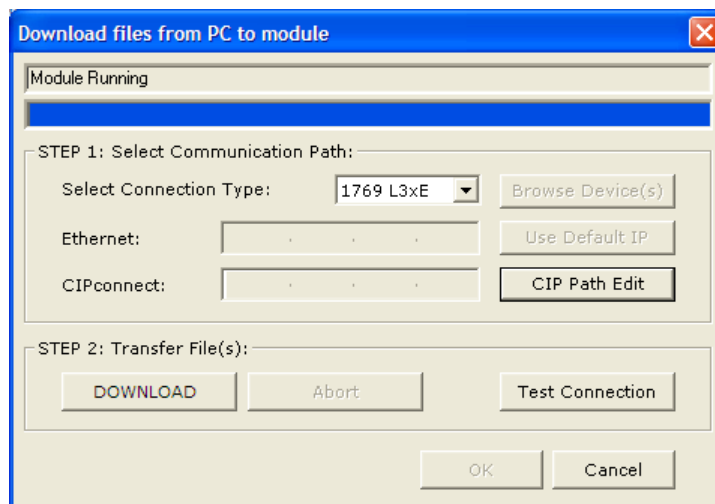 Download files from PC to module
Module Running
STEP 1: Select Communication Path:
Select Connection Type: 1769 L3xE Browse Device(s)
Ethernet: . . . Use Default IP
CIPconnect: . . . CIP Path Edit
STEP 2: Transfer File(s):
DOWNLOAD Abort Test Connection
OK Cancel